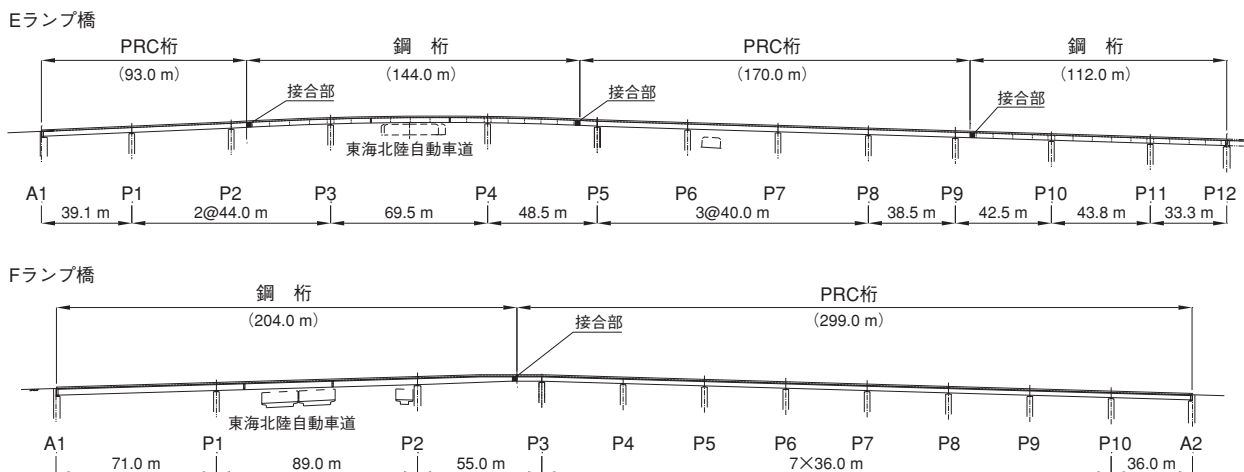 Eランプ橋
PRC桁 鋼 桁 PRC桁 鋼 桁
（93.0 m） （144.0 m） （170.0 m） （112.0 m）
接合部 接合部 接合部
東海北陸自動車道
A1 P1 P2 P3 P4 P5 P6 P7 P8 P9 P10 P11 P12
39.1 m 2@44.0 m 69.5 m 48.5 m 3@40.0 m 38.5 m 42.5 m 43.8 m 33.3 m
Fランプ橋
鋼 桁 PRC桁
（204.0 m） （299.0 m）
接合部
東海北陸自動車道
A1 P1 P2 P3 P4 P5 P6 P7 P8 P9 P10 A2
71.0 m 89.0 m 55.0 m 7×36.0 m 36.0 m